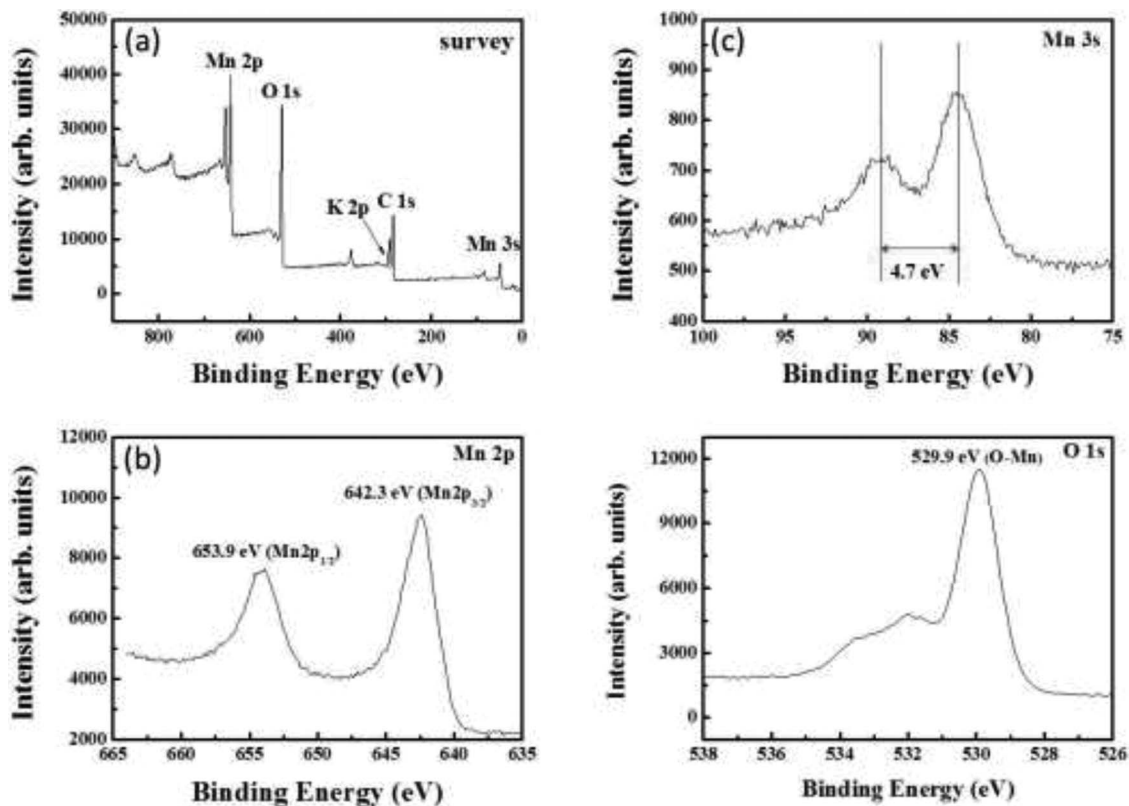 (a)
survey
Mn 2p
O 1s
K 2p
C 1s
Mn 3s
50000
40000
30000
20000
10000
0
800
600
400
200
0
Intensity (arb. units)
Binding Energy (eV)
(c)
Mn 3s
4.7 eV
1000
900
800
700
600
500
400
100
95
90
85
80
75
Intensity (arb. units)
Binding Energy (eV)
(b)
Mn 2p
642.3 eV (Mn2p3/2)
653.9 eV (Mn2p1/2)
12000
10000
8000
6000
4000
2000
665
660
655
650
645
640
635
Intensity (arb. units)
Binding Energy (eV)
O 1s
529.9 eV (O-Mn)
12000
9000
6000
3000
0
538
536
534
532
530
528
526
Intensity (arb. units)
Binding Energy (eV)